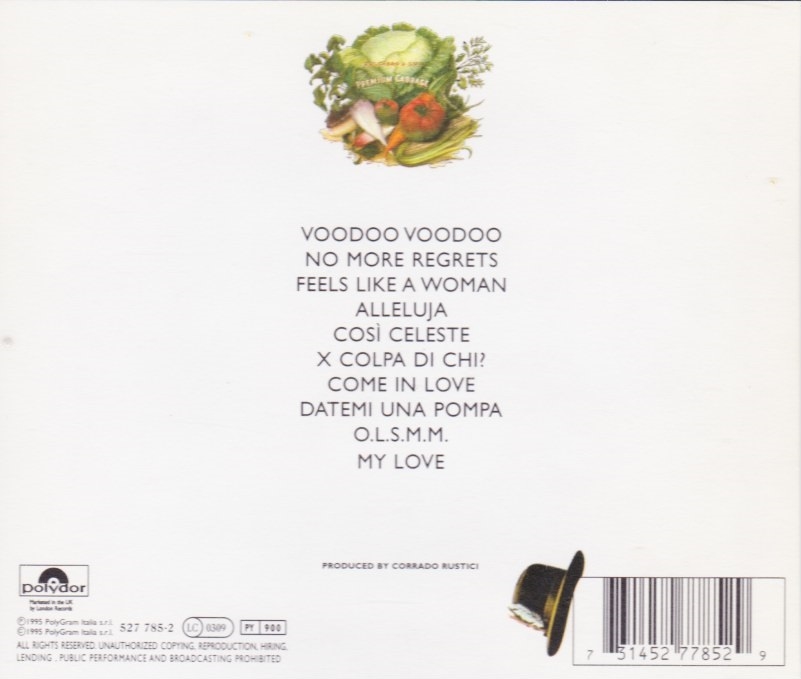 PREMIUM CABBAGE
VOODOO VOODOO
NO MORE REGRETS
FEELS LIKE A WOMAN
ALLELUJA
COSÌ CELESTE
X COLPA DI CHI?
COME IN LOVE
DATEMI UNA POMPA
O.L.S.M.M.
MY LOVE
PRODUCED BY CORRADO RUSTICI
polydor
Marketed in the UK
by London Records
℗1995 PolyGram Italia s.r.l.
©1995 PolyGram Italia s.r.l.
527 785-2
LC 0309
PY 900
ALL RIGHTS RESERVED. UNAUTHORIZED COPYING, REPRODUCTION, HIRING,
LENDING, PUBLIC PERFORMANCE AND BROADCASTING PROHIBITED
7 31452 77852 9